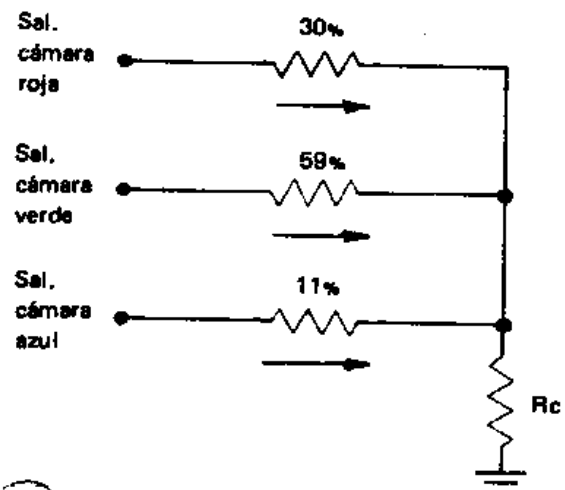 Sal.
cámara
roja
30%
Sal.
cámara
verde
59%
Sal.
cámara
azul
11%
Rc